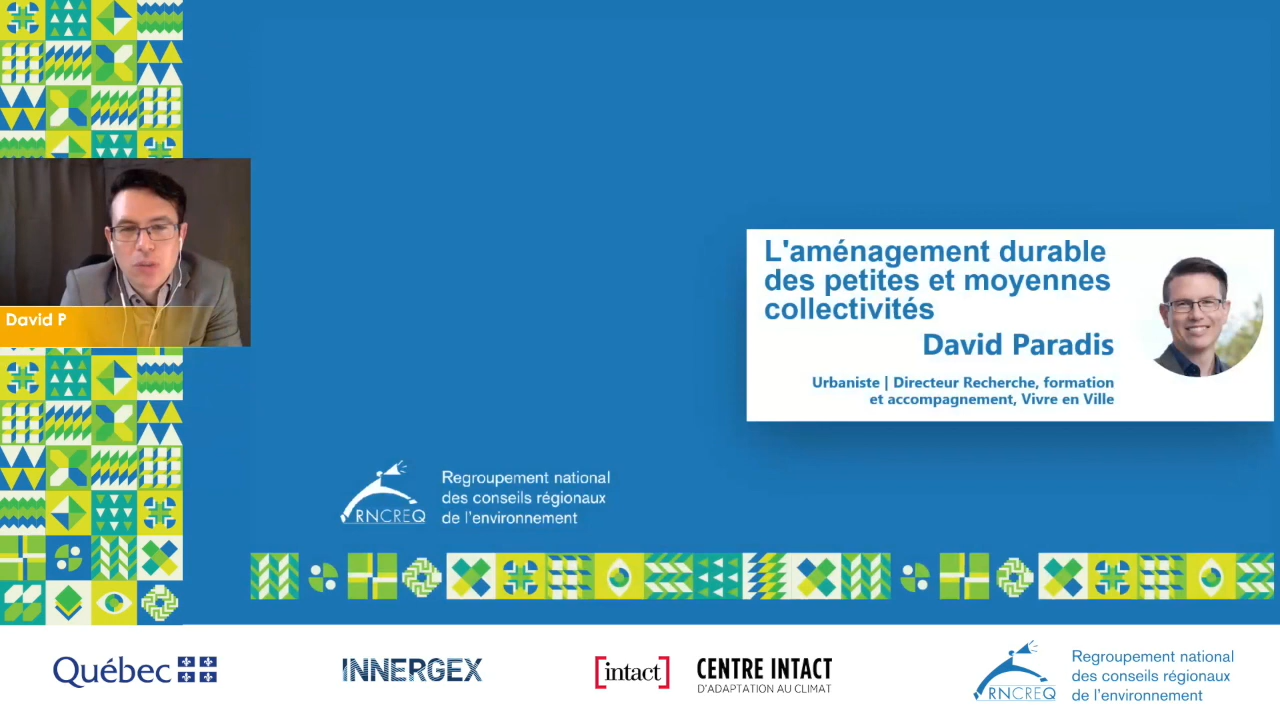 David P
L'aménagement durable
des petites et moyennes
collectivités
David Paradis
Urbaniste | Directeur Recherche, formation
et accompagnement, Vivre en Ville
RNCREQ
Regroupement national
des conseils régionaux
de l'environnement
Québec
INNERGEX
[intact]
CENTRE INTACT
D'ADAPTATION AU CLIMAT
RNCREQ
Regroupement national
des conseils régionaux
de l'environnement